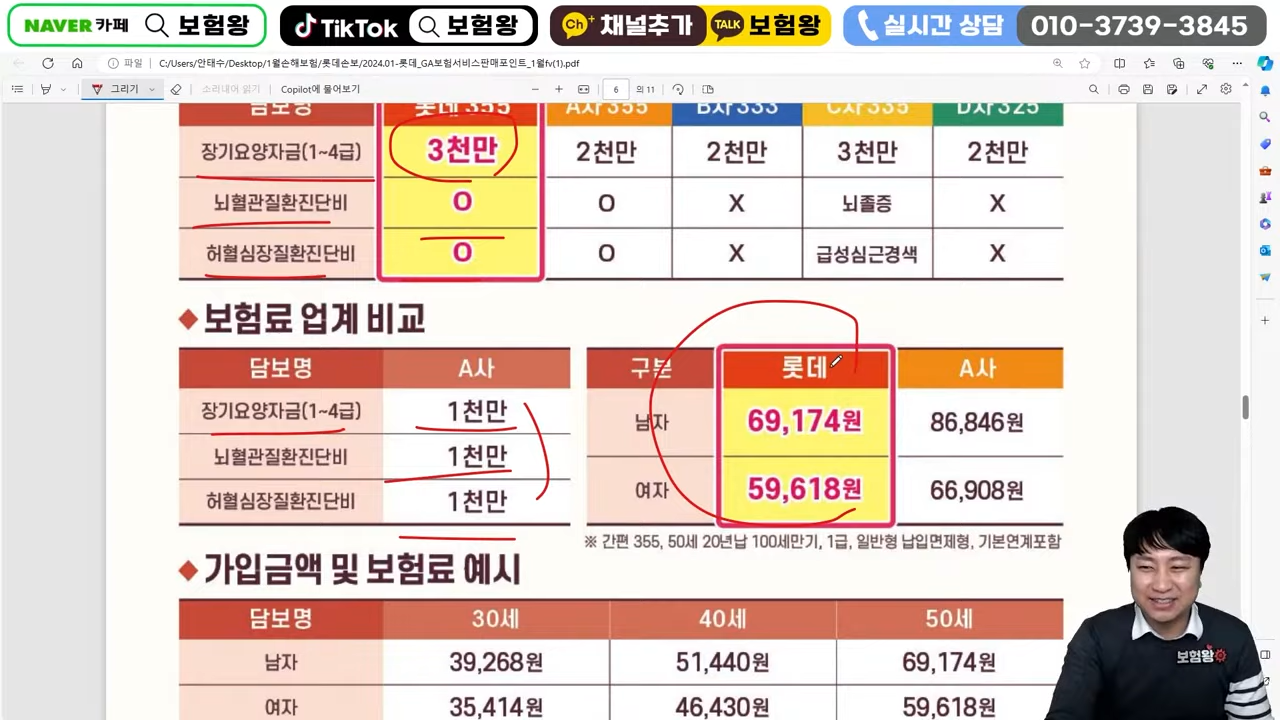 NAVER 카페 보험왕 TikTok 보험왕 Ch+ 채널추가 TALK 보험왕 실시간 상담 010-3739-3845
파일 C:/Users/안태수/Desktop/1월손해보험/롯데손보/2024.01-롯데_GA보험서비스판매포인트_1월fv(1).pdf
그리기 소리내어 읽기 Copilot에 물어보기 6 의 11
담보명 롯데 355 A사 355 B사 333 C사 335 D사 325
장기요양자금(1~4급) 3천만 2천만 2천만 3천만 2천만
뇌혈관질환진단비 O O X 뇌졸증 X
허혈심장질환진단비 O O X 급성심근경색 X
보험료 업계 비교
담보명 A사 구분 롯데 A사
장기요양자금(1~4급) 1천만 남자 69,174원 86,846원
뇌혈관질환진단비 1천만
허혈심장질환진단비 1천만 여자 59,618원 66,908원
※ 간편 355, 50세 20년납 100세만기, 1급, 일반형 납입면제형, 기본연계포함
가입금액 및 보험료 예시
담보명 30세 40세 50세
남자 39,268원 51,440원 69,174원
여자 35,414원 46,430원 59,618원
보험왕